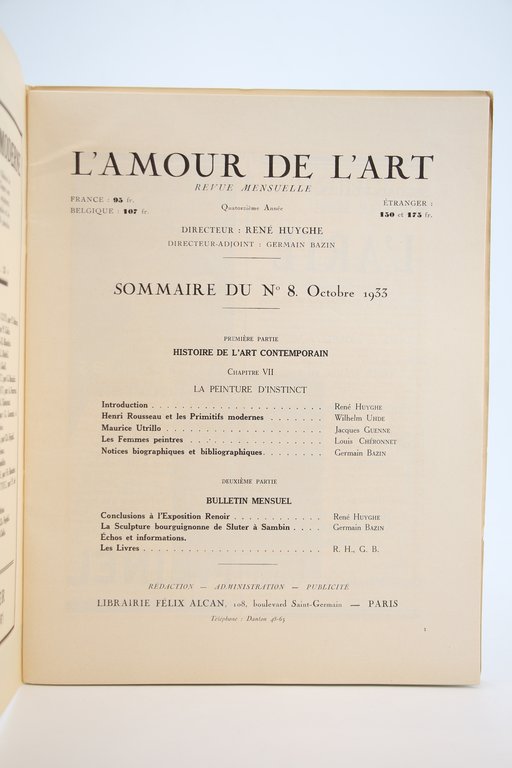 L'AMOUR DE L'ART
REVUE MENSUELLE
FRANCE : 95 fr.
BELGIQUE : 107 fr.
Quatorzième Année
ÉTRANGER :
150 et 175 fr.
DIRECTEUR : RENÉ HUYGHE
DIRECTEUR-ADJOINT : GERMAIN BAZIN
SOMMAIRE DU No 8. Octobre 1933
PREMIÈRE PARTIE
HISTOIRE DE L'ART CONTEMPORAIN
CHAPITRE VII
LA PEINTURE D'INSTINCT
Introduction . . . . . . . . . . . . . . . . . . . . . . . René HUYGHE
Henri Rousseau et les Primitifs modernes . . . . . . . Wilhelm UHDE
Maurice Utrillo . . . . . . . . . . . . . . . . . . . . . Jacques GUENNE
Les Femmes peintres . . . . . . . . . . . . . . . . . . Louis CHÉRONNET
Notices biographiques et bibliographiques. . . . . . . . Germain BAZIN
DEUXIÈME PARTIE
BULLETIN MENSUEL
Conclusions à l'Exposition Renoir . . . . . . . . . . . . René HUYGHE
La Sculpture bourguignonne de Sluter à Sambin . . . . Germain BAZIN
Échos et informations.
Les Livres . . . . . . . . . . . . . . . . . . . . . . . . R. H., G. B.
RÉDACTION — ADMINISTRATION — PUBLICITÉ
LIBRAIRIE FÉLIX ALCAN, 108, boulevard Saint-Germain — PARIS
Téléphone : Danton 48-65
1